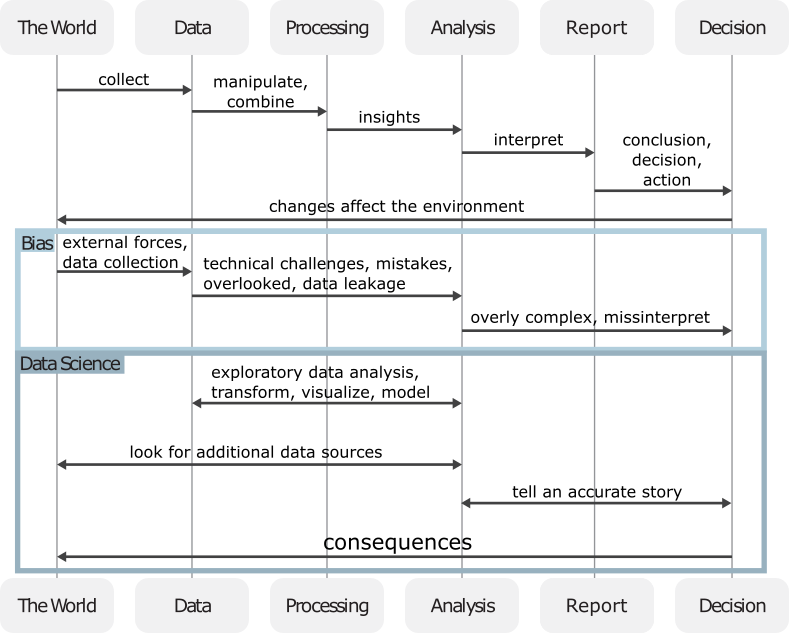 The World
Data
Processing
Analysis
Report
Decision
collect
manipulate,
combine
insights
interpret
conclusion,
decision,
action
changes affect the environment
Bias
external forces,
data collection
technical challenges, mistakes,
overlooked, data leakage
overly complex, missinterpret
Data Science
exploratory data analysis,
transform, visualize, model
look for additional data sources
tell an accurate story
consequences
The World
Data
Processing
Analysis
Report
Decision